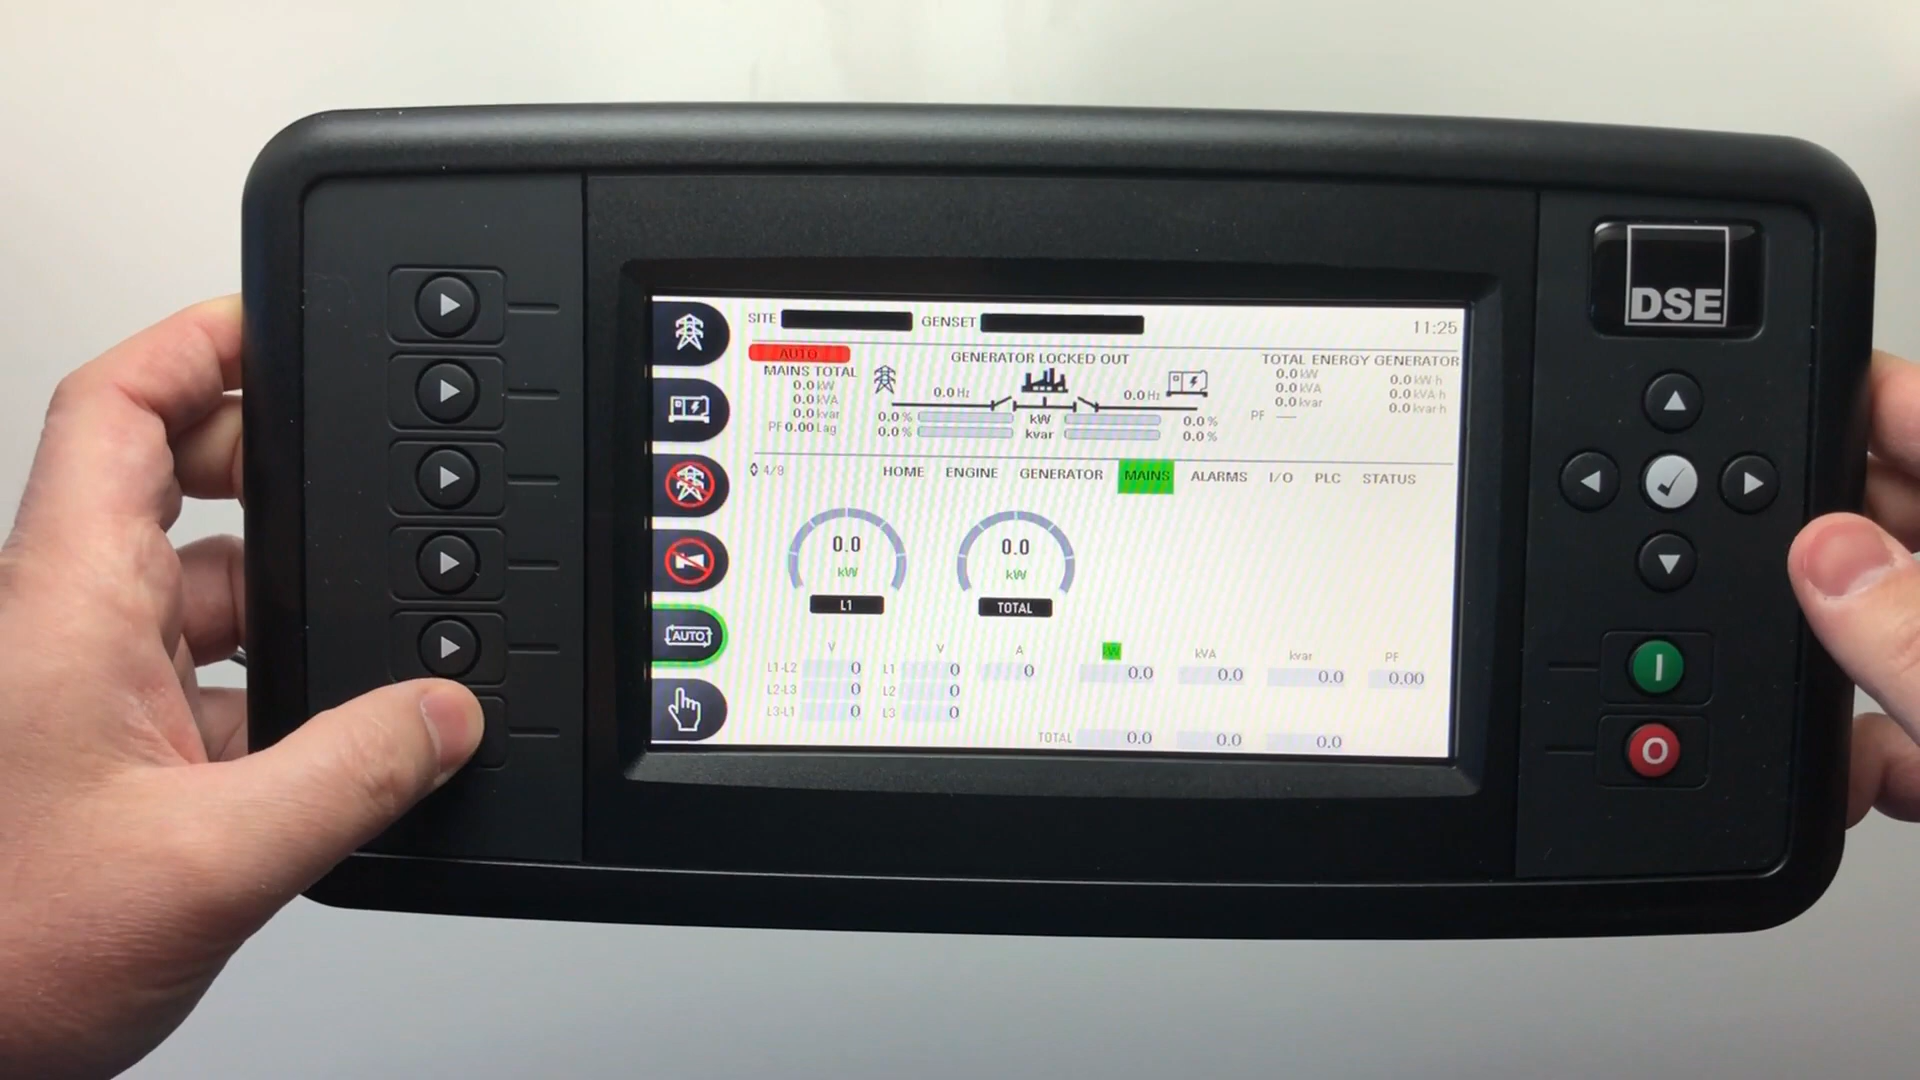 DSE
SITE GENSET 11:25
AUTO GENERATOR LOCKED OUT TOTAL ENERGY GENERATOR
MAINS TOTAL
0.0 kW
0.0 kVA
0.0 kvar
PF 0.00 Lag
0.0 Hz 0.0 Hz
0.0 % kW 0.0 %
0.0 % kvar 0.0 %
0.0 kW 0.0 kW h
0.0 kVA 0.0 kVA h
0.0 kvar 0.0 kvar h
PF ---
4/9 HOME ENGINE GENERATOR MAINS ALARMS I/O PLC STATUS
0.0 0.0
kW kW
L1 TOTAL
AUTO
V V A kW kVA kvar PF
L1-L2 0 L1 0 0 0.0 0.0 0.0 0.00
L2-L3 0 L2 0
L3-L1 0 L3 0
TOTAL 0.0 0.0 0.0
I
O